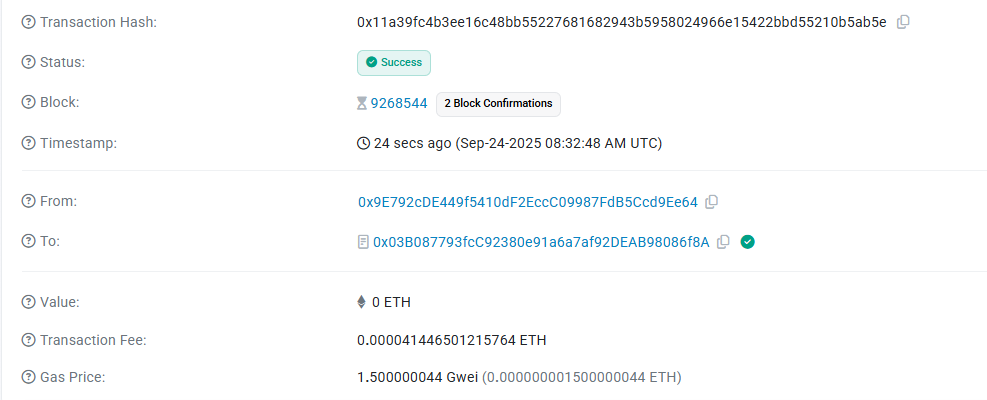 Transaction Hash: 0x11a39fc4b3ee16c48bb55227681682943b5958024966e15422bbd55210b5ab5e
Status: Success
Block: 9268544 2 Block Confirmations
Timestamp: 24 secs ago (Sep-24-2025 08:32:48 AM UTC)
From: 0x9E792cDE449f5410dF2EccC09987FdB5Ccd9Ee64
To: 0x03B087793fcC92380e91a6a7af92DEAB98086f8A
Value: 0 ETH
Transaction Fee: 0.000041446501215764 ETH
Gas Price: 1.500000044 Gwei (0.000000001500000044 ETH)